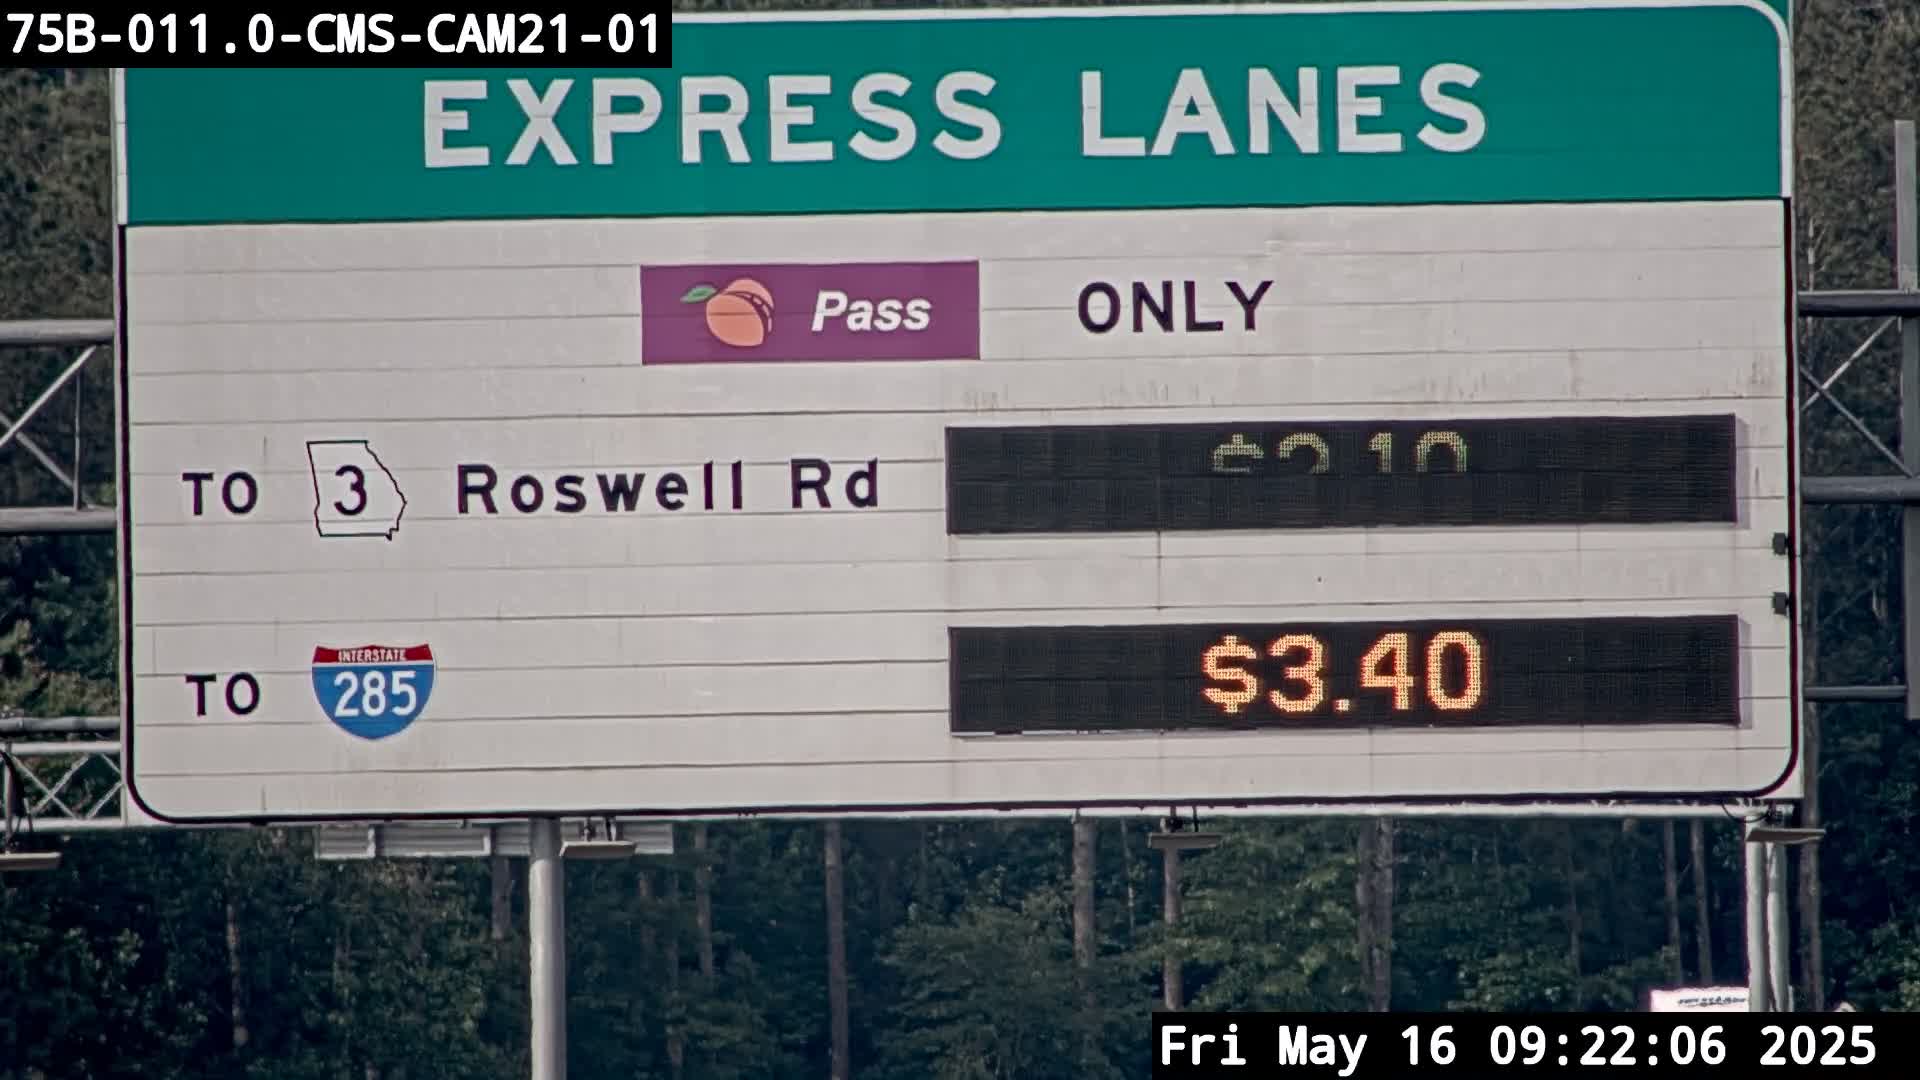 75B-011.0-CMS-CAM21-01
EXPRESS LANES
Pass ONLY
TO 3 Roswell Rd
TO INTERSTATE 285 $3.40
Fri May 16 09:22:06 2025